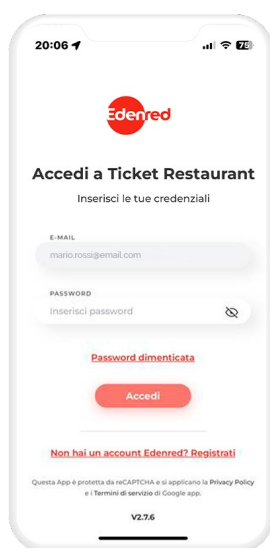 20:06
75
Edenred
Accedi a Ticket Restaurant
Inserisci le tue credenziali
E-MAIL
mario.rossi@email.com
PASSWORD
Inserisci password
Password dimenticata
Accedi
Non hai un account Edenred? Registrati
Questa App è protetta da reCAPTCHA e si applicano la Privacy Policy
e i Termini di servizio di Google app.
V2.7.6